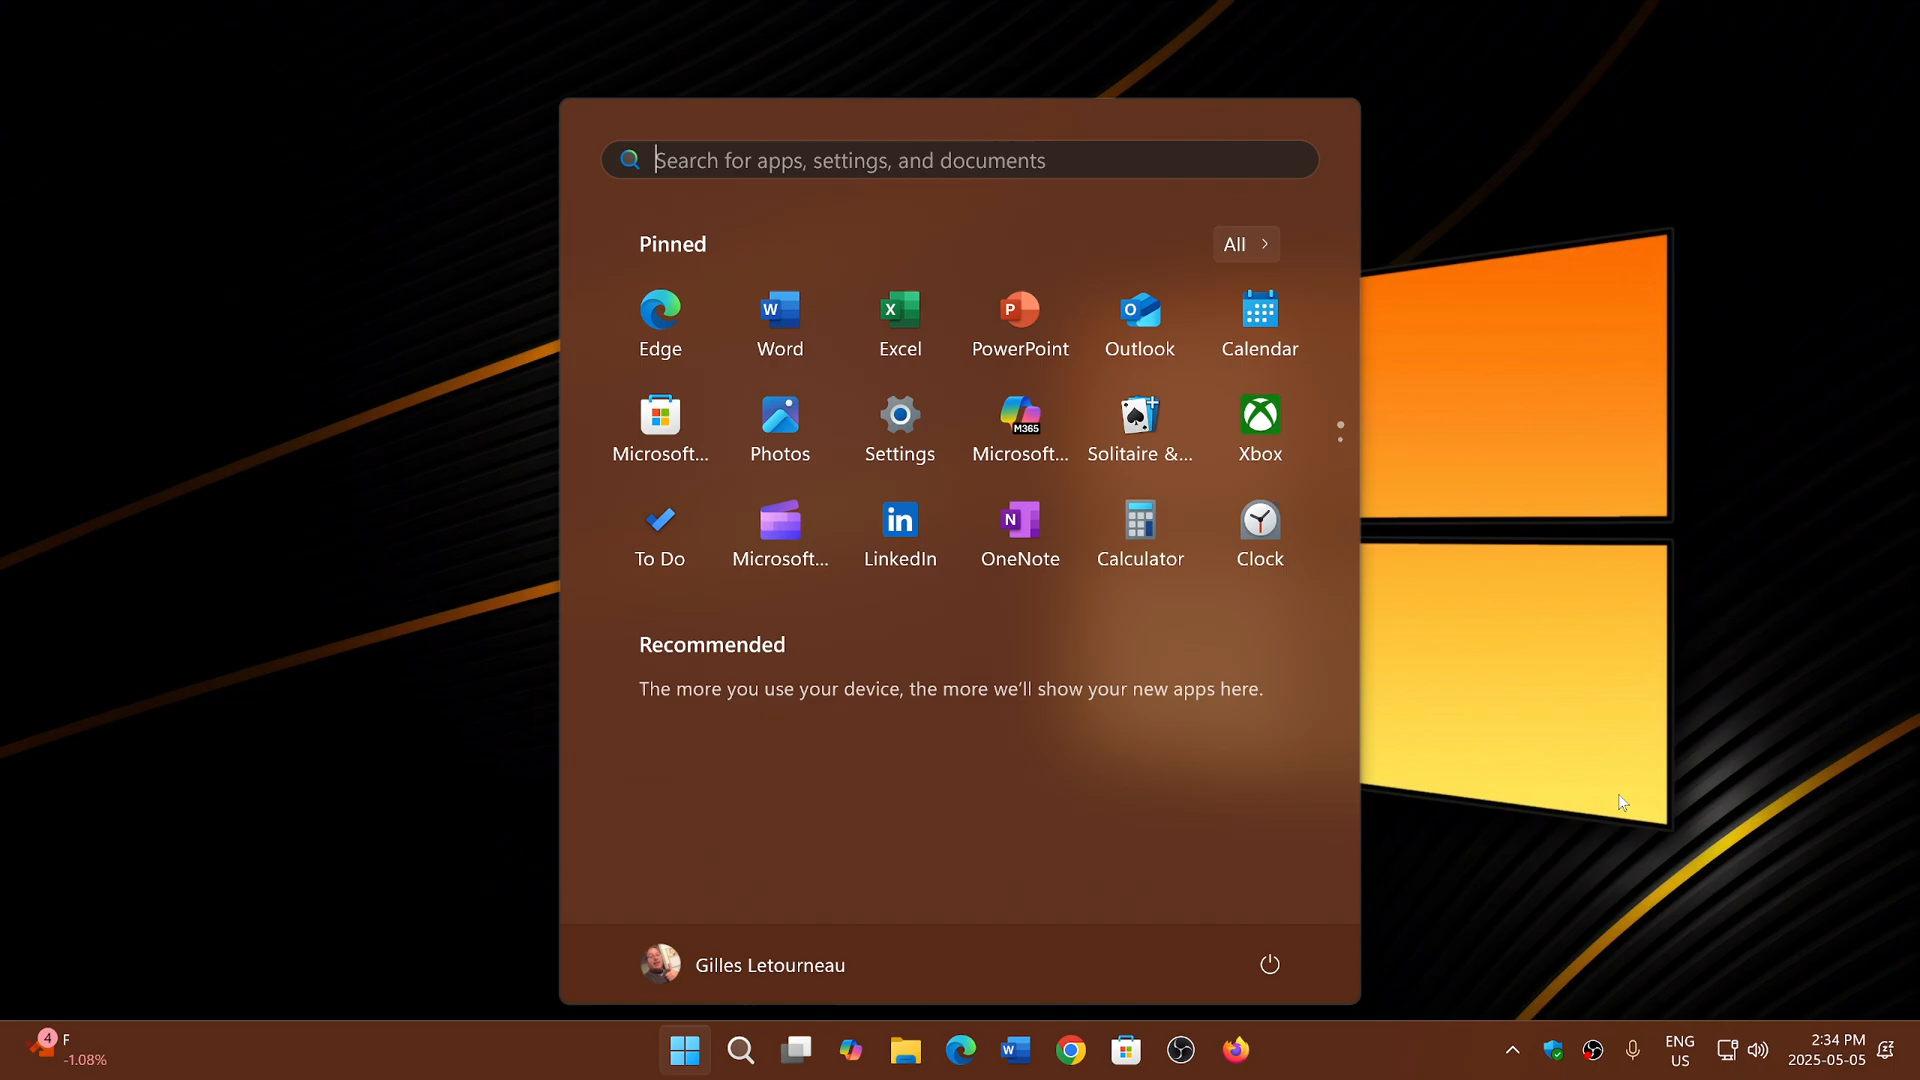 Search for apps, settings, and documents
Pinned
All
Edge
Word
Excel
PowerPoint
Outlook
Calendar
Microsoft...
Photos
Settings
Microsoft...
Solitaire &...
Xbox
M365
To Do
Microsoft...
LinkedIn
OneNote
Calculator
Clock
Recommended
The more you use your device, the more we'll show your new apps here.
Gilles Letourneau
4
F
-1.08%
ENG
US
2:34 PM
2025-05-05